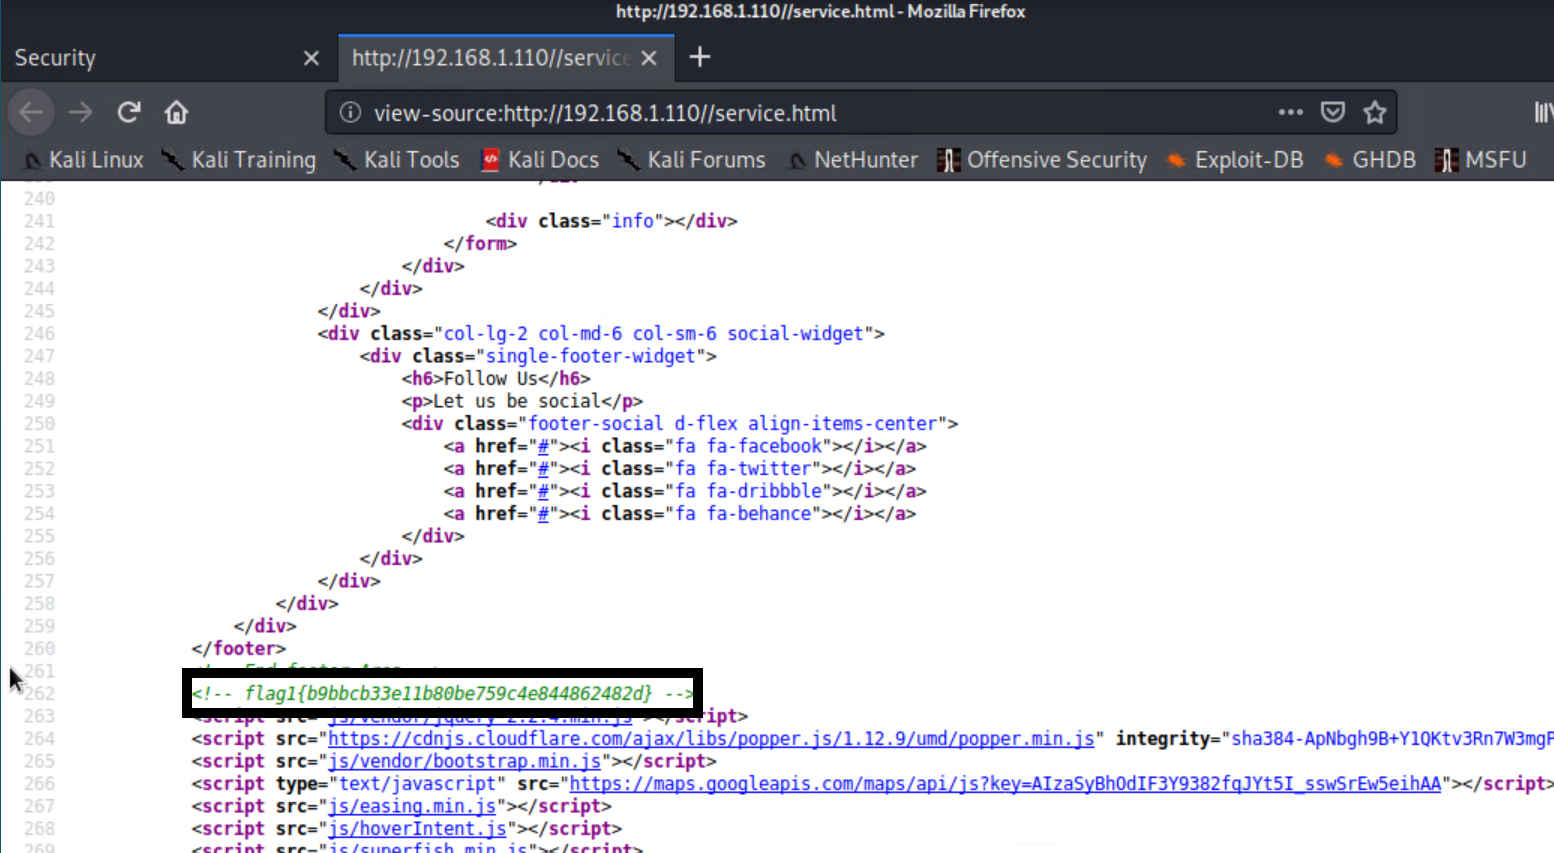 http://192.168.1.110//service.html - Mozilla Firefox
Security
http://192.168.1.110//service
view-source:http://192.168.1.110//service.html
Kali Linux Kali Training Kali Tools Kali Docs Kali Forums NetHunter Offensive Security Exploit-DB GHDB MSFU
240
241 <div class="info"></div>
242 </form>
243 </div>
244 </div>
245 </div>
246 <div class="col-lg-2 col-md-6 col-sm-6 social-widget">
247 <div class="single-footer-widget">
248 <h6>Follow Us</h6>
249 <p>Let us be social</p>
250 <div class="footer-social d-flex align-items-center">
251 <a href="#"><i class="fa fa-facebook"></i></a>
252 <a href="#"><i class="fa fa-twitter"></i></a>
253 <a href="#"><i class="fa fa-dribbble"></i></a>
254 <a href="#"><i class="fa fa-behance"></i></a>
255 </div>
256 </div>
257 </div>
258 </div>
259 </div>
260 </footer>
261 End footer Area
262 <!-- flag1{b9bbcb33e11b80be759c4e844862482d} -->
263 <script src="js/vendor/jquery-2.2.4.min.js"></script>
264 <script src="https://cdnjs.cloudflare.com/ajax/libs/popper.js/1.12.9/umd/popper.min.js" integrity="sha384-ApNbgh9B+Y1QKtv3Rn7W3mgP
265 <script src="js/vendor/bootstrap.min.js"></script>
266 <script type="text/javascript" src="https://maps.googleapis.com/maps/api/js?key=AIzaSyBhOdIF3Y9382fqJYt5I_sswSrEw5eihAA"></script>
267 <script src="js/easing.min.js"></script>
268 <script src="js/hoverIntent.js"></script>
269 <script src="js/superfish.min.js"></script>